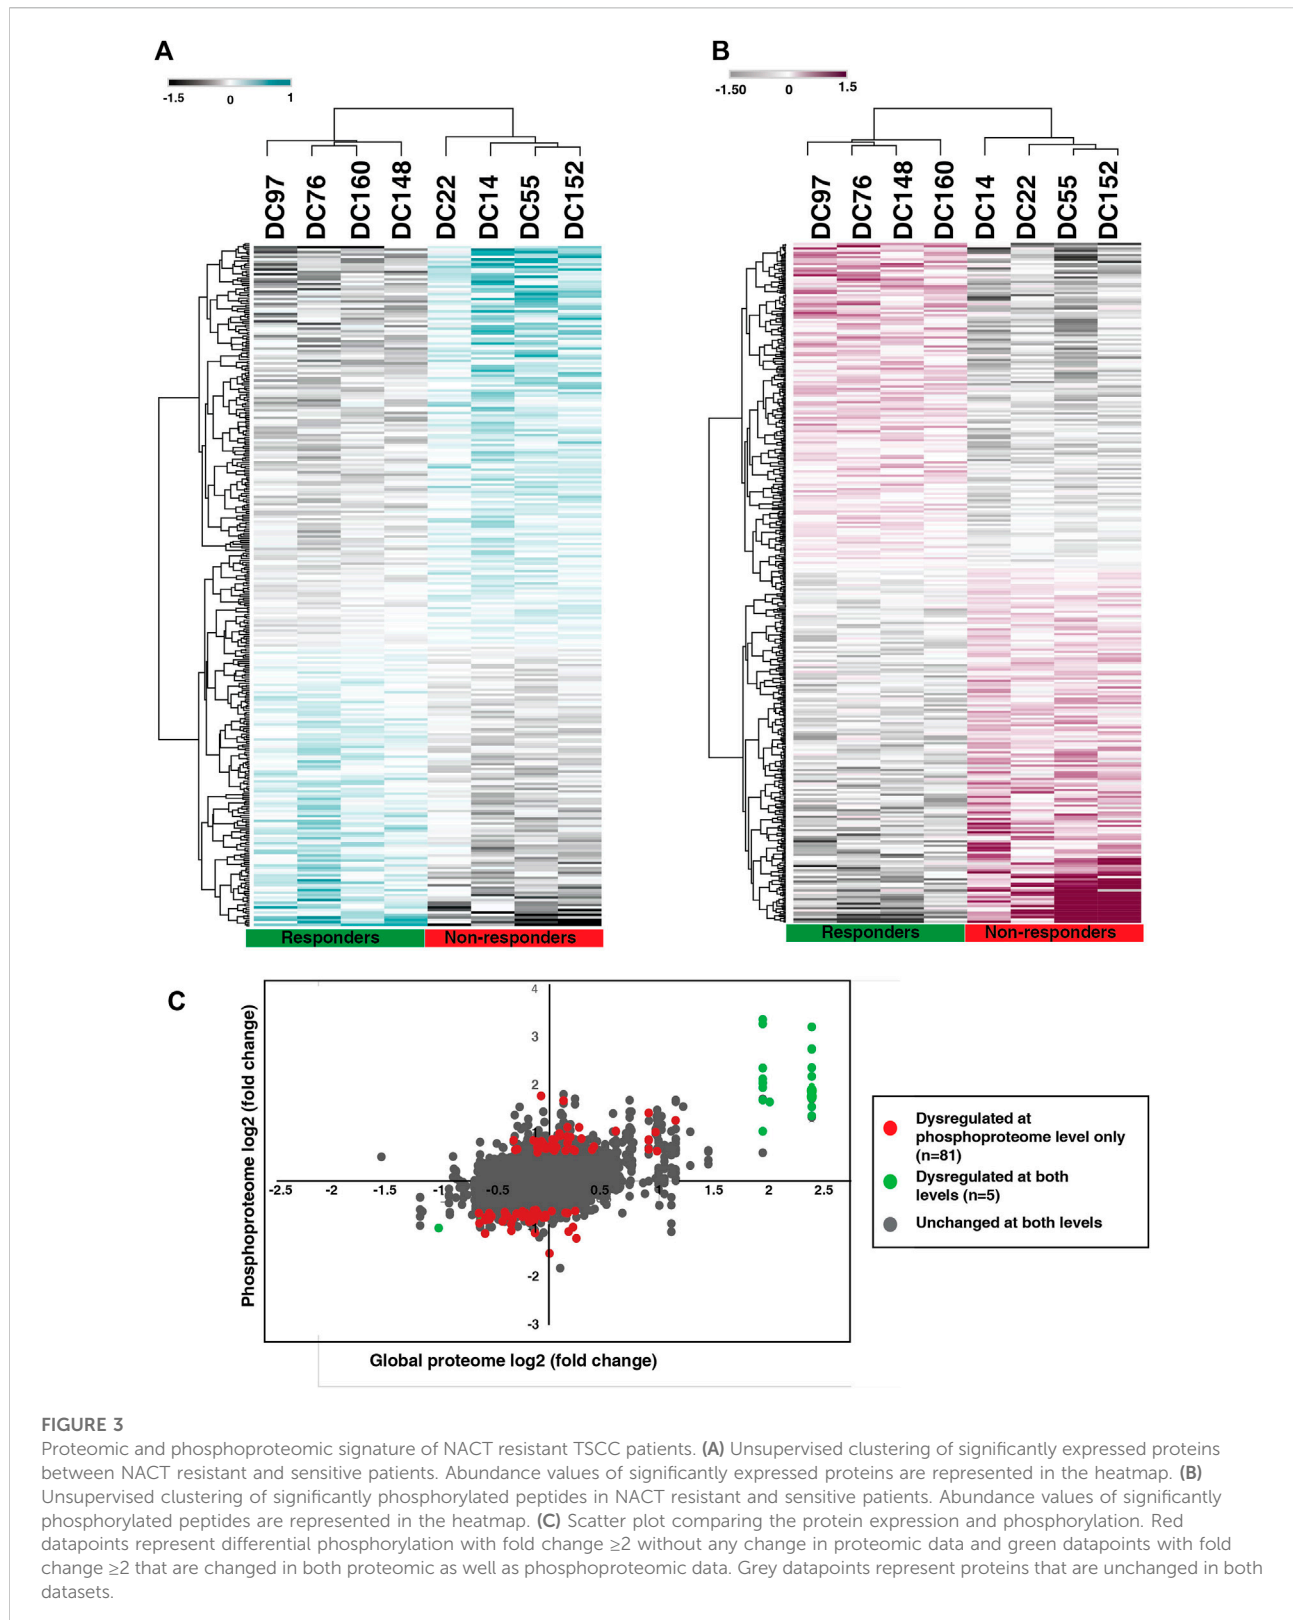 A
-1.5 0 1
DC97
DC76
DC160
DC148
DC22
DC14
DC55
DC152
Responders
Non-responders
B
-1.50 0 1.5
DC97
DC76
DC148
DC160
DC14
DC22
DC55
DC152
Responders
Non-responders
C
Phosphoproteome log2 (fold change)
4
3
2
1
-2.5 -2 -1.5 -1 -0.5 0.5 1 1.5 2 2.5
-1
-2
-3
Global proteome log2 (fold change)
Dysregulated at
phosphoproteome level only
(n=81)
Dysregulated at both
levels (n=5)
Unchanged at both levels
FIGURE 3
Proteomic and phosphoproteomic signature of NACT resistant TSCC patients. (A) Unsupervised clustering of significantly expressed proteins
between NACT resistant and sensitive patients. Abundance values of significantly expressed proteins are represented in the heatmap. (B)
Unsupervised clustering of significantly phosphorylated peptides in NACT resistant and sensitive patients. Abundance values of significantly
phosphorylated peptides are represented in the heatmap. (C) Scatter plot comparing the protein expression and phosphorylation. Red
datapoints represent differential phosphorylation with fold change ≥2 without any change in proteomic data and green datapoints with fold
change ≥2 that are changed in both proteomic as well as phosphoproteomic data. Grey datapoints represent proteins that are unchanged in both
datasets.